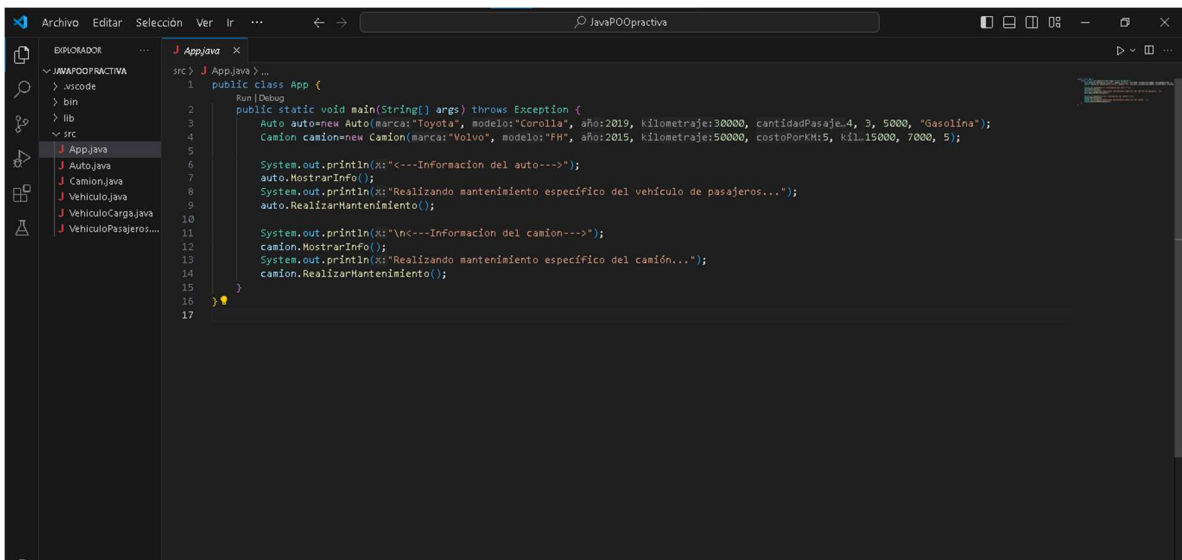 Archivo Editar Selección Ver Ir ··· JavaPOOpractiva
EXPLORADOR ···
JAVAPOOPRACTIVA
.vscode
bin
lib
src
App.java
Auto.java
Camion.java
Vehiculo.java
VehiculoCarga.java
VehiculoPasajeros....
App.java
src > App.java > ...
1 public class App {
Run | Debug
2 public static void main(String[] args) throws Exception {
3 Auto auto=new Auto(marca:"Toyota", modelo:"Corolla", año:2019, kilometraje:30000, cantidadPasaje…4, 3, 5000, "Gasolina");
4 Camion camion=new Camion(marca:"Volvo", modelo:"FH", año:2015, kilometraje:50000, costoPorKM:5, kil…15000, 7000, 5);
5
6 System.out.println(x:"<---Informacion del auto--->");
7 auto.MostrarInfo();
8 System.out.println(x:"Realizando mantenimiento específico del vehículo de pasajeros...");
9 auto.RealizarMantenimiento();
10
11 System.out.println(x:"\n<---Informacion del camion--->");
12 camion.MostrarInfo();
13 System.out.println(x:"Realizando mantenimiento específico del camión...");
14 camion.RealizarMantenimiento();
15 }
16 }
17